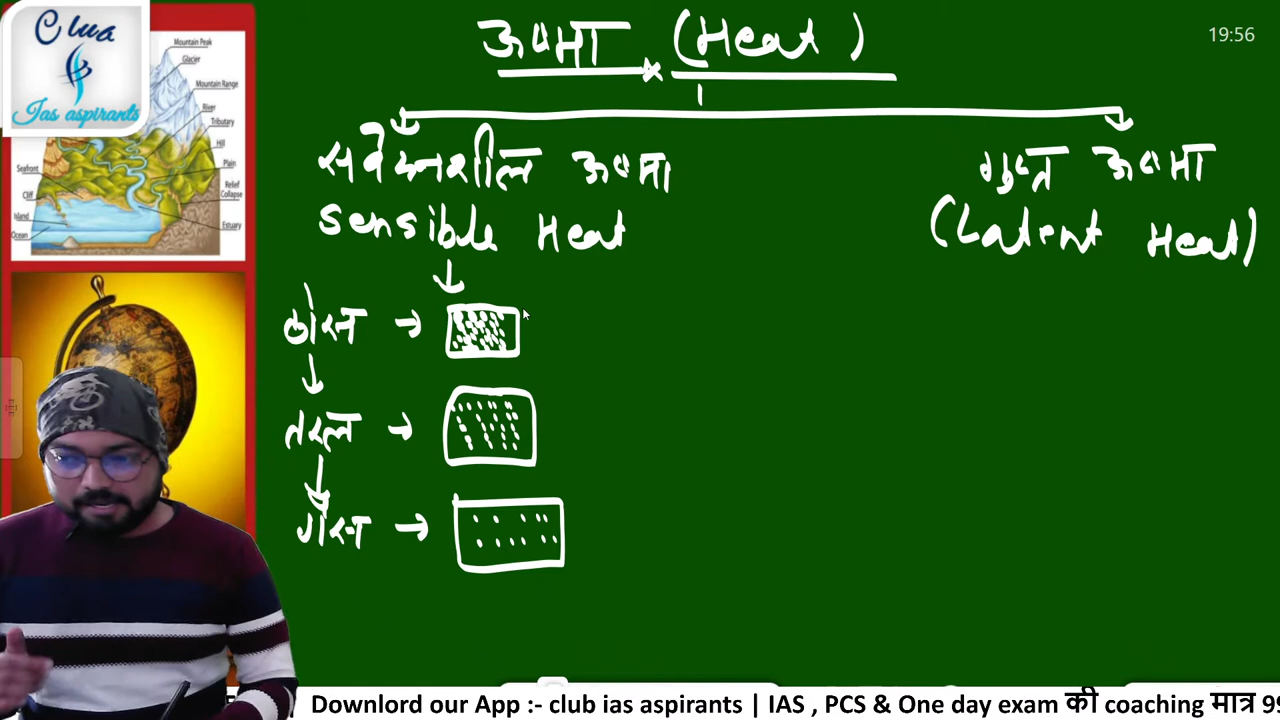 Clua
Ias aspirants
Mountain Peak
Glacier
Mountain Range
River
Tributary
Hill
Plain
Relief
Collapse
Estuary
Seafront
Cliff
Island
Ocean
19:56
ऊष्मा (Heat)
संवेदनशील ऊष्मा
Sensible Heat
गुप्त ऊष्मा
(Latent Heat)
ठोस
तरल
गैस
Downlord our App :- club ias aspirants | IAS , PCS & One day exam की coaching मात्र 99